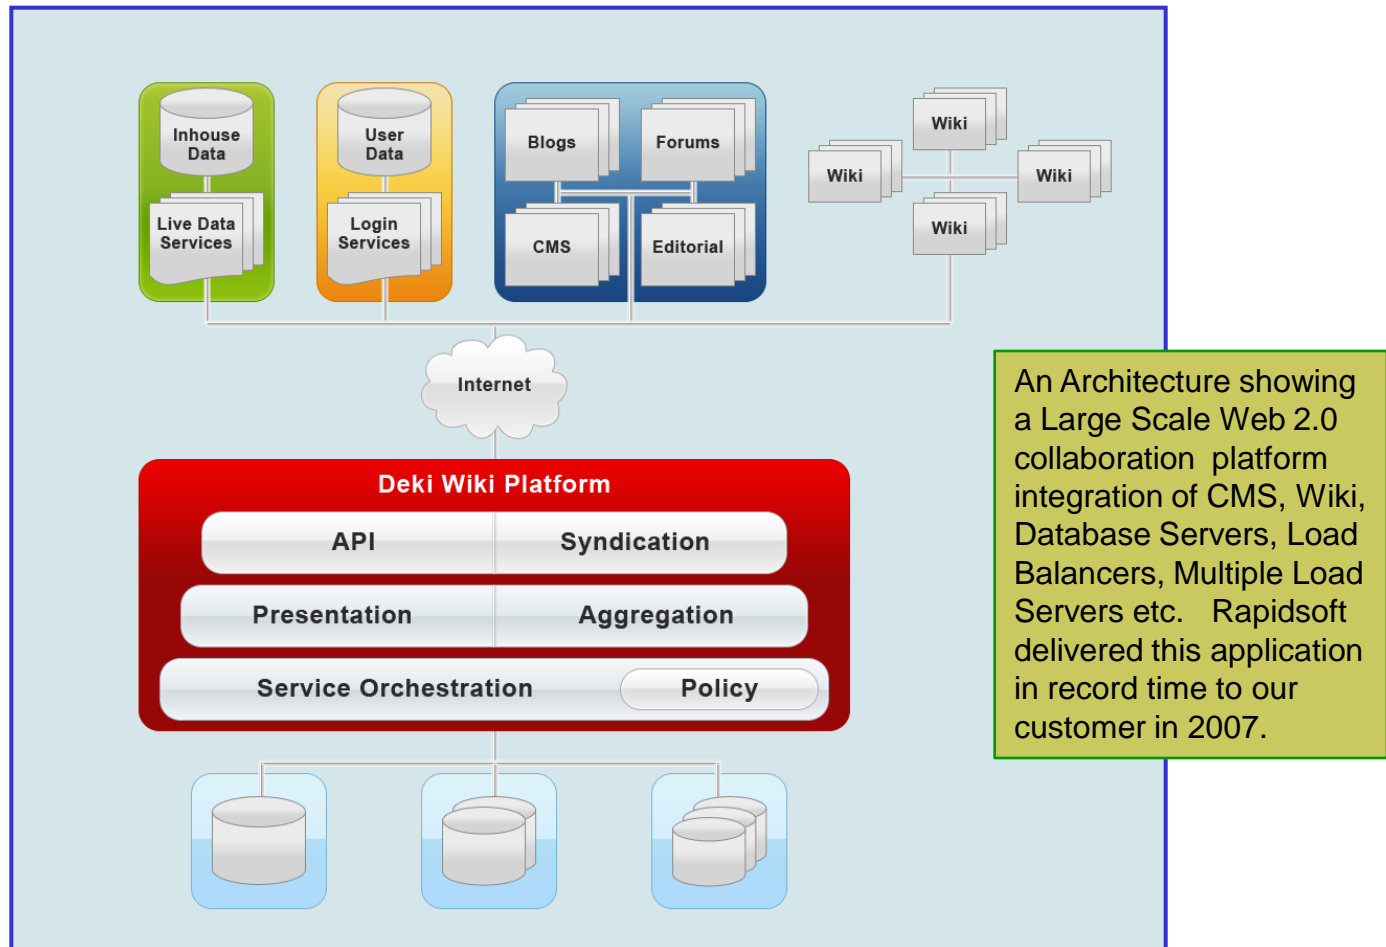 Inhouse
Data
User
Data
Blogs
Forums
Wiki
Wiki
Wiki
Live Data
Services
Login
Services
CMS
Editorial
Wiki
Internet
An Architecture showing
a Large Scale Web 2.0
collaboration platform
integration of CMS, Wiki,
Database Servers, Load
Balancers, Multiple Load
Servers etc. Rapidsoft
delivered this application
in record time to our
customer in 2007.
Deki Wiki Platform
API
Syndication
Presentation
Aggregation
Service Orchestration
Policy